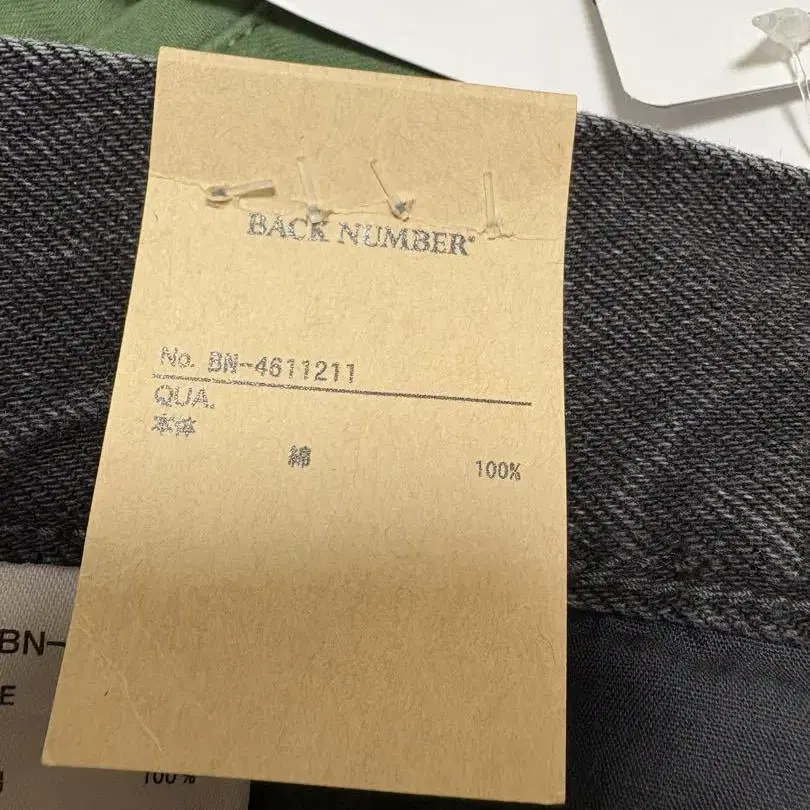 BACK NUMBER®
No. BN-4611211
QUA.
本体
綿 100%
BN-
E
100%